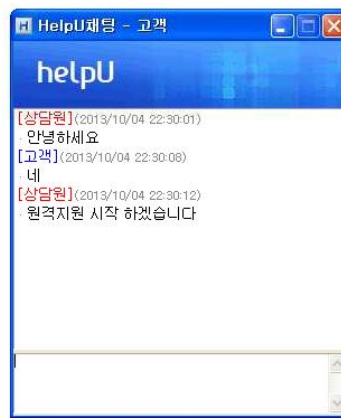 HelpU채팅 - 고객
helpU
[상담원](2013/10/04 22:30:01)
· 안녕하세요
[고객](2013/10/04 22:30:08)
· 네
[상담원](2013/10/04 22:30:12)
· 원격지원 시작 하겠습니다